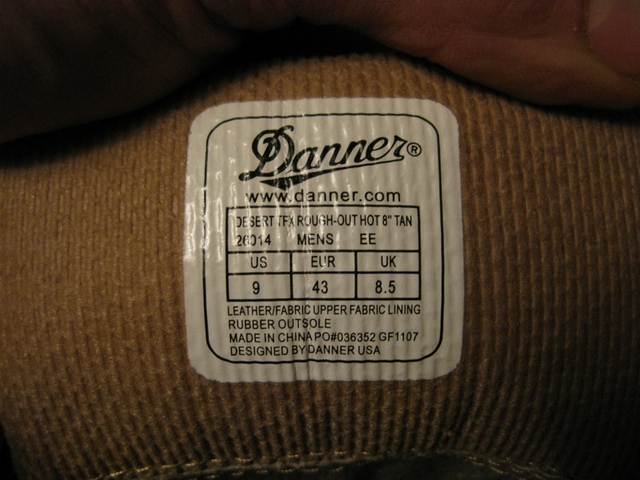 Danner®
www.danner.com
DESERT TFX ROUGH-OUT HOT 8" TAN
26014 MENS EE
US EUR UK
9 43 8.5
LEATHER/FABRIC UPPER FABRIC LINING
RUBBER OUTSOLE
MADE IN CHINA PO#036352 GF1107
DESIGNED BY DANNER USA